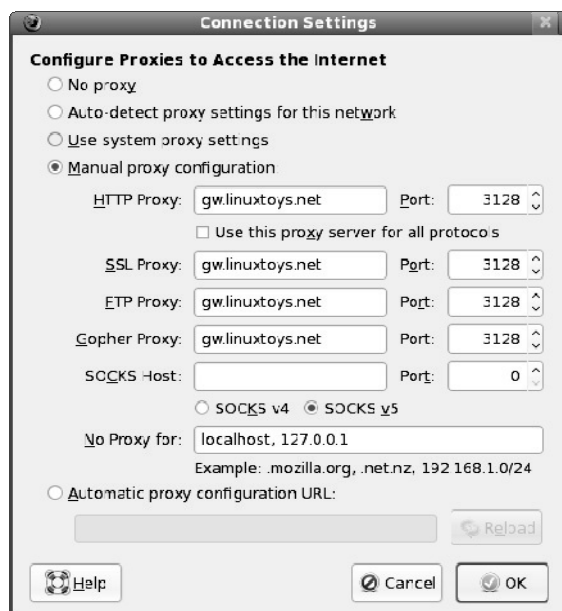 Connection Settings
Configure Proxies to Access the Internet
No proxy
Auto-detect proxy settings for this network
Use system proxy settings
Manual proxy configuration
HTTP Proxy: gw.linuxtoys.net Port: 3128
Use this proxy server for all protocols
SSL Proxy: gw.linuxtoys.net Port: 3128
FTP Proxy: gw.linuxtoys.net Port: 3128
Gopher Proxy: gw.linuxtoys.net Port: 3128
SOCKS Host: Port: 0
SOCKS v4 SOCKS v5
No Proxy for: localhost, 127.0.0.1
Example: .mozilla.org, .net.nz, 192.168.1.0/24
Automatic proxy configuration URL:
Reload
Help Cancel OK